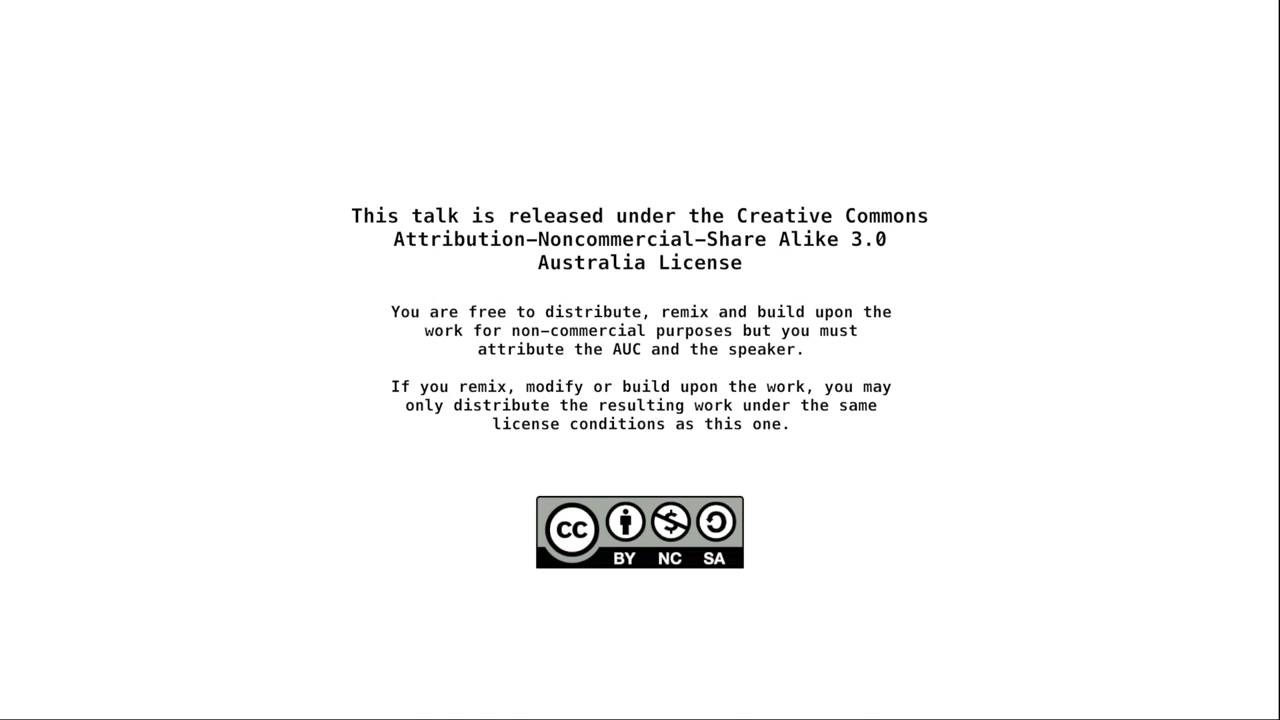 This talk is released under the Creative Commons
Attribution–Noncommercial–Share Alike 3.0
Australia License
You are free to distribute, remix and build upon the
work for non-commercial purposes but you must
attribute the AUC and the speaker.
If you remix, modify or build upon the work, you may
only distribute the resulting work under the same
license conditions as this one.
CC
BY NC SA